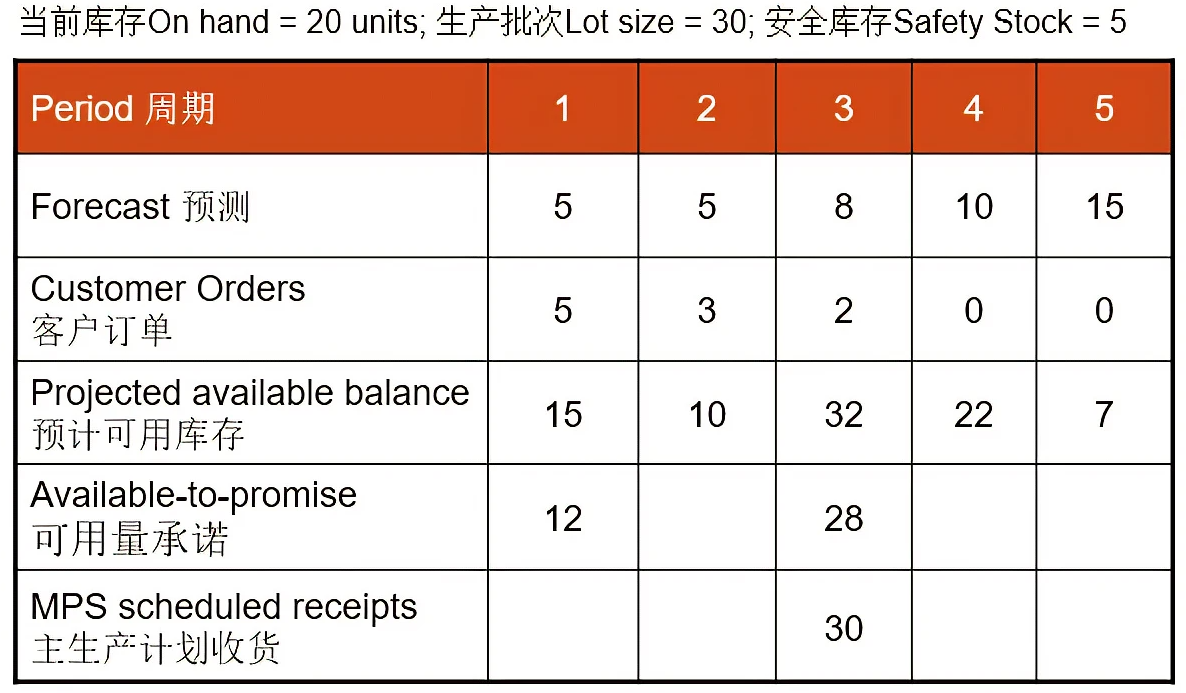 当前库存On hand = 20 units; 生产批次Lot size = 30; 安全库存Safety Stock = 5
Period 周期 1 2 3 4 5
Forecast 预测 5 5 8 10 15
Customer Orders
客户订单 5 3 2 0 0
Projected available balance
预计可用库存 15 10 32 22 7
Available-to-promise
可用量承诺 12 28
MPS scheduled receipts
主生产计划收货 30